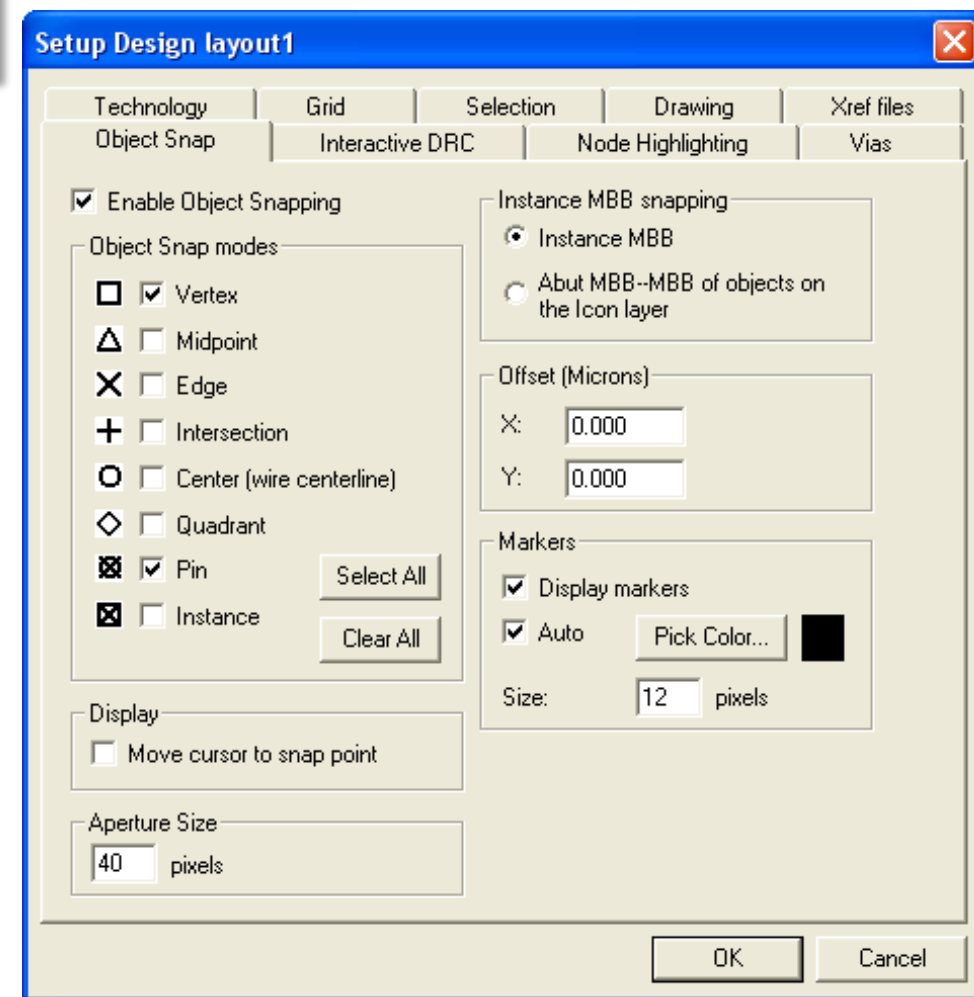 Setup Design layout1
Technology
Grid
Selection
Drawing
Xref files
Object Snap
Interactive DRC
Node Highlighting
Vias
Enable Object Snapping
Object Snap modes
Vertex
Midpoint
Edge
Intersection
Center (wire centerline)
Quadrant
Pin
Instance
Select All
Clear All
Display
Move cursor to snap point
Aperture Size
40 pixels
Instance MBB snapping
Instance MBB
Abut MBB--MBB of objects on
the Icon layer
Offset (Microns)
X: 0.000
Y: 0.000
Markers
Display markers
Auto
Pick Color...
Size: 12 pixels
OK
Cancel